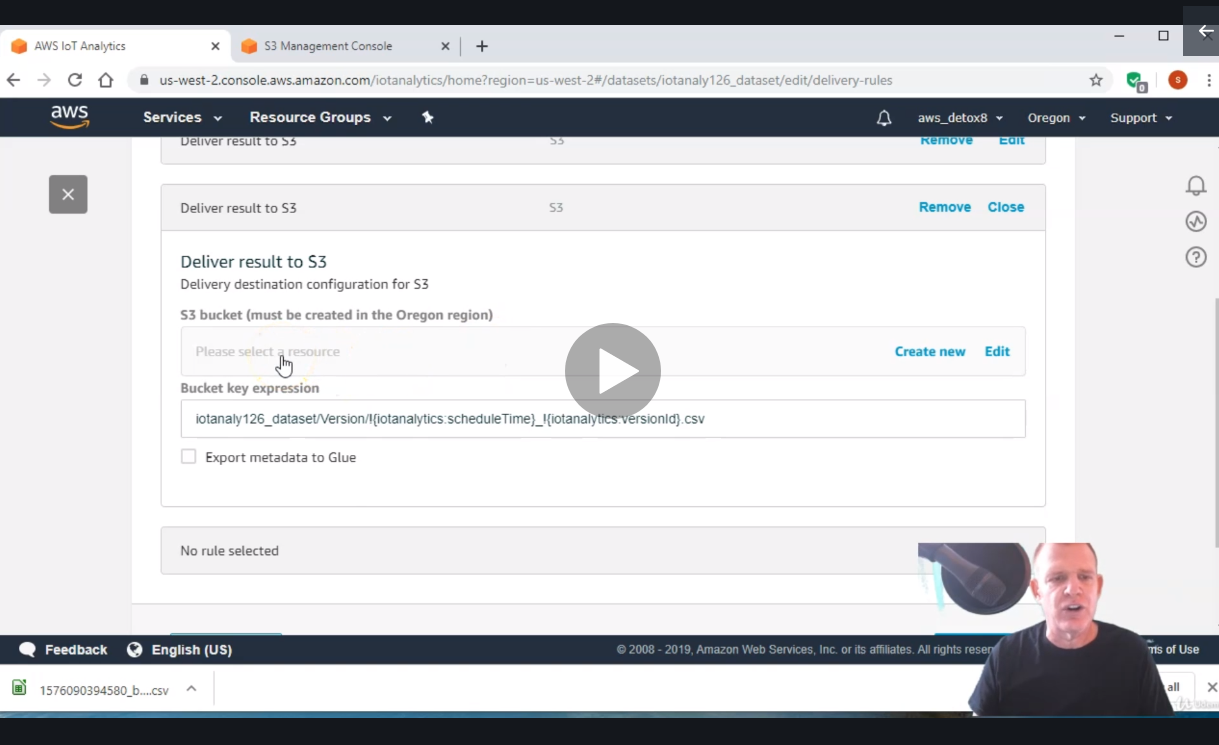 AWS IoT Analytics
S3 Management Console
us-west-2.console.aws.amazon.com/iotanalytics/home?region=us-west-2#/datasets/iotanaly126_dataset/edit/delivery-rules
0
S
aws
Services
Resource Groups
aws_detox8
Oregon
Support
Deliver result to S3 S3 Remove Edit
Deliver result to S3 S3 Remove Close
Deliver result to S3
Delivery destination configuration for S3
S3 bucket (must be created in the Oregon region)
Please select a resource Create new Edit
Bucket key expression
iotanaly126_dataset/Version/!{iotanalytics:scheduleTime}_!{iotanalytics:versionId}.csv
Export metadata to Glue
No rule selected
Feedback English (US) © 2008 - 2019, Amazon Web Services, Inc. or its affiliates. All rights reser ms of Use
1576090394580_b....csv all
Udemy